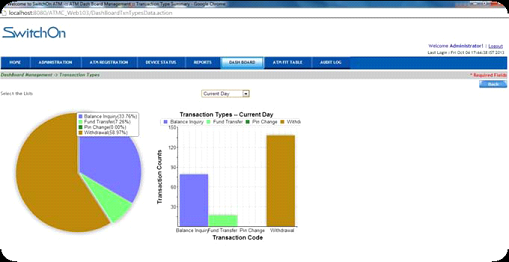 Welcome to SwitchOn ATM :: ATM Dash Board Management -> Transaction Type Summary - Google Chrome
localhost:8080/ATMC_Web103/DashBoardTxnTypesData.action
SwitchOn
Welcome Administrator! | Logout
Last Login : Fri Oct 04 17:44:28 IST 2013
HOME ADMINISTRATION ATM REGISTRATION DEVICE STATUS REPORTS DASH BOARD ATM FIT TABLE AUDIT LOG
DashBoard Management -> Transaction Types * Required Fields
Back
Select the Lists Current Day
Balance Inquiry(33.76%)
Fund Transfer(7.26%)
Pin Change(0.00%)
Withdrawal(58.97%)
Transaction Types -- Current Day
Balance Inquiry Fund Transfer Pin Change Withdr
Transaction Counts
150
120
90
60
30
Balance Inquiry Fund Transfer Pin Change Withdrawal
Transaction Code